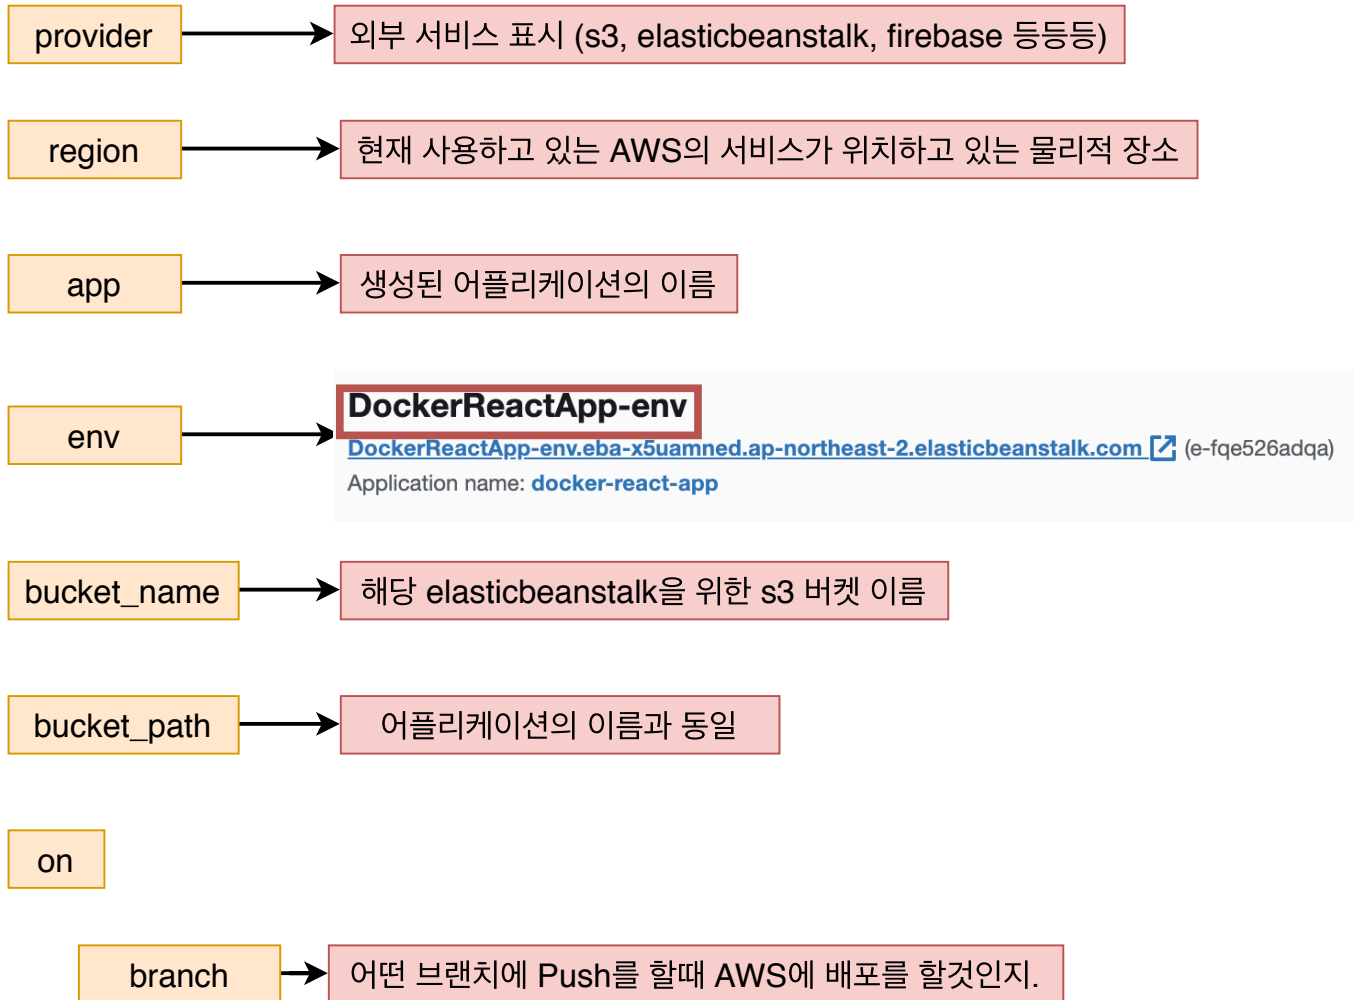 provider
외부 서비스 표시 (s3, elasticbeanstalk, firebase 등등등)
region
현재 사용하고 있는 AWS의 서비스가 위치하고 있는 물리적 장소
app
생성된 어플리케이션의 이름
env
DockerReactApp-env
DockerReactApp-env.eba-x5uamned.ap-northeast-2.elasticbeanstalk.com (e-fqe526adqa)
Application name: docker-react-app
bucket_name
해당 elasticbeanstalk을 위한 s3 버켓 이름
bucket_path
어플리케이션의 이름과 동일
on
branch
어떤 브랜치에 Push를 할때 AWS에 배포를 할것인지.